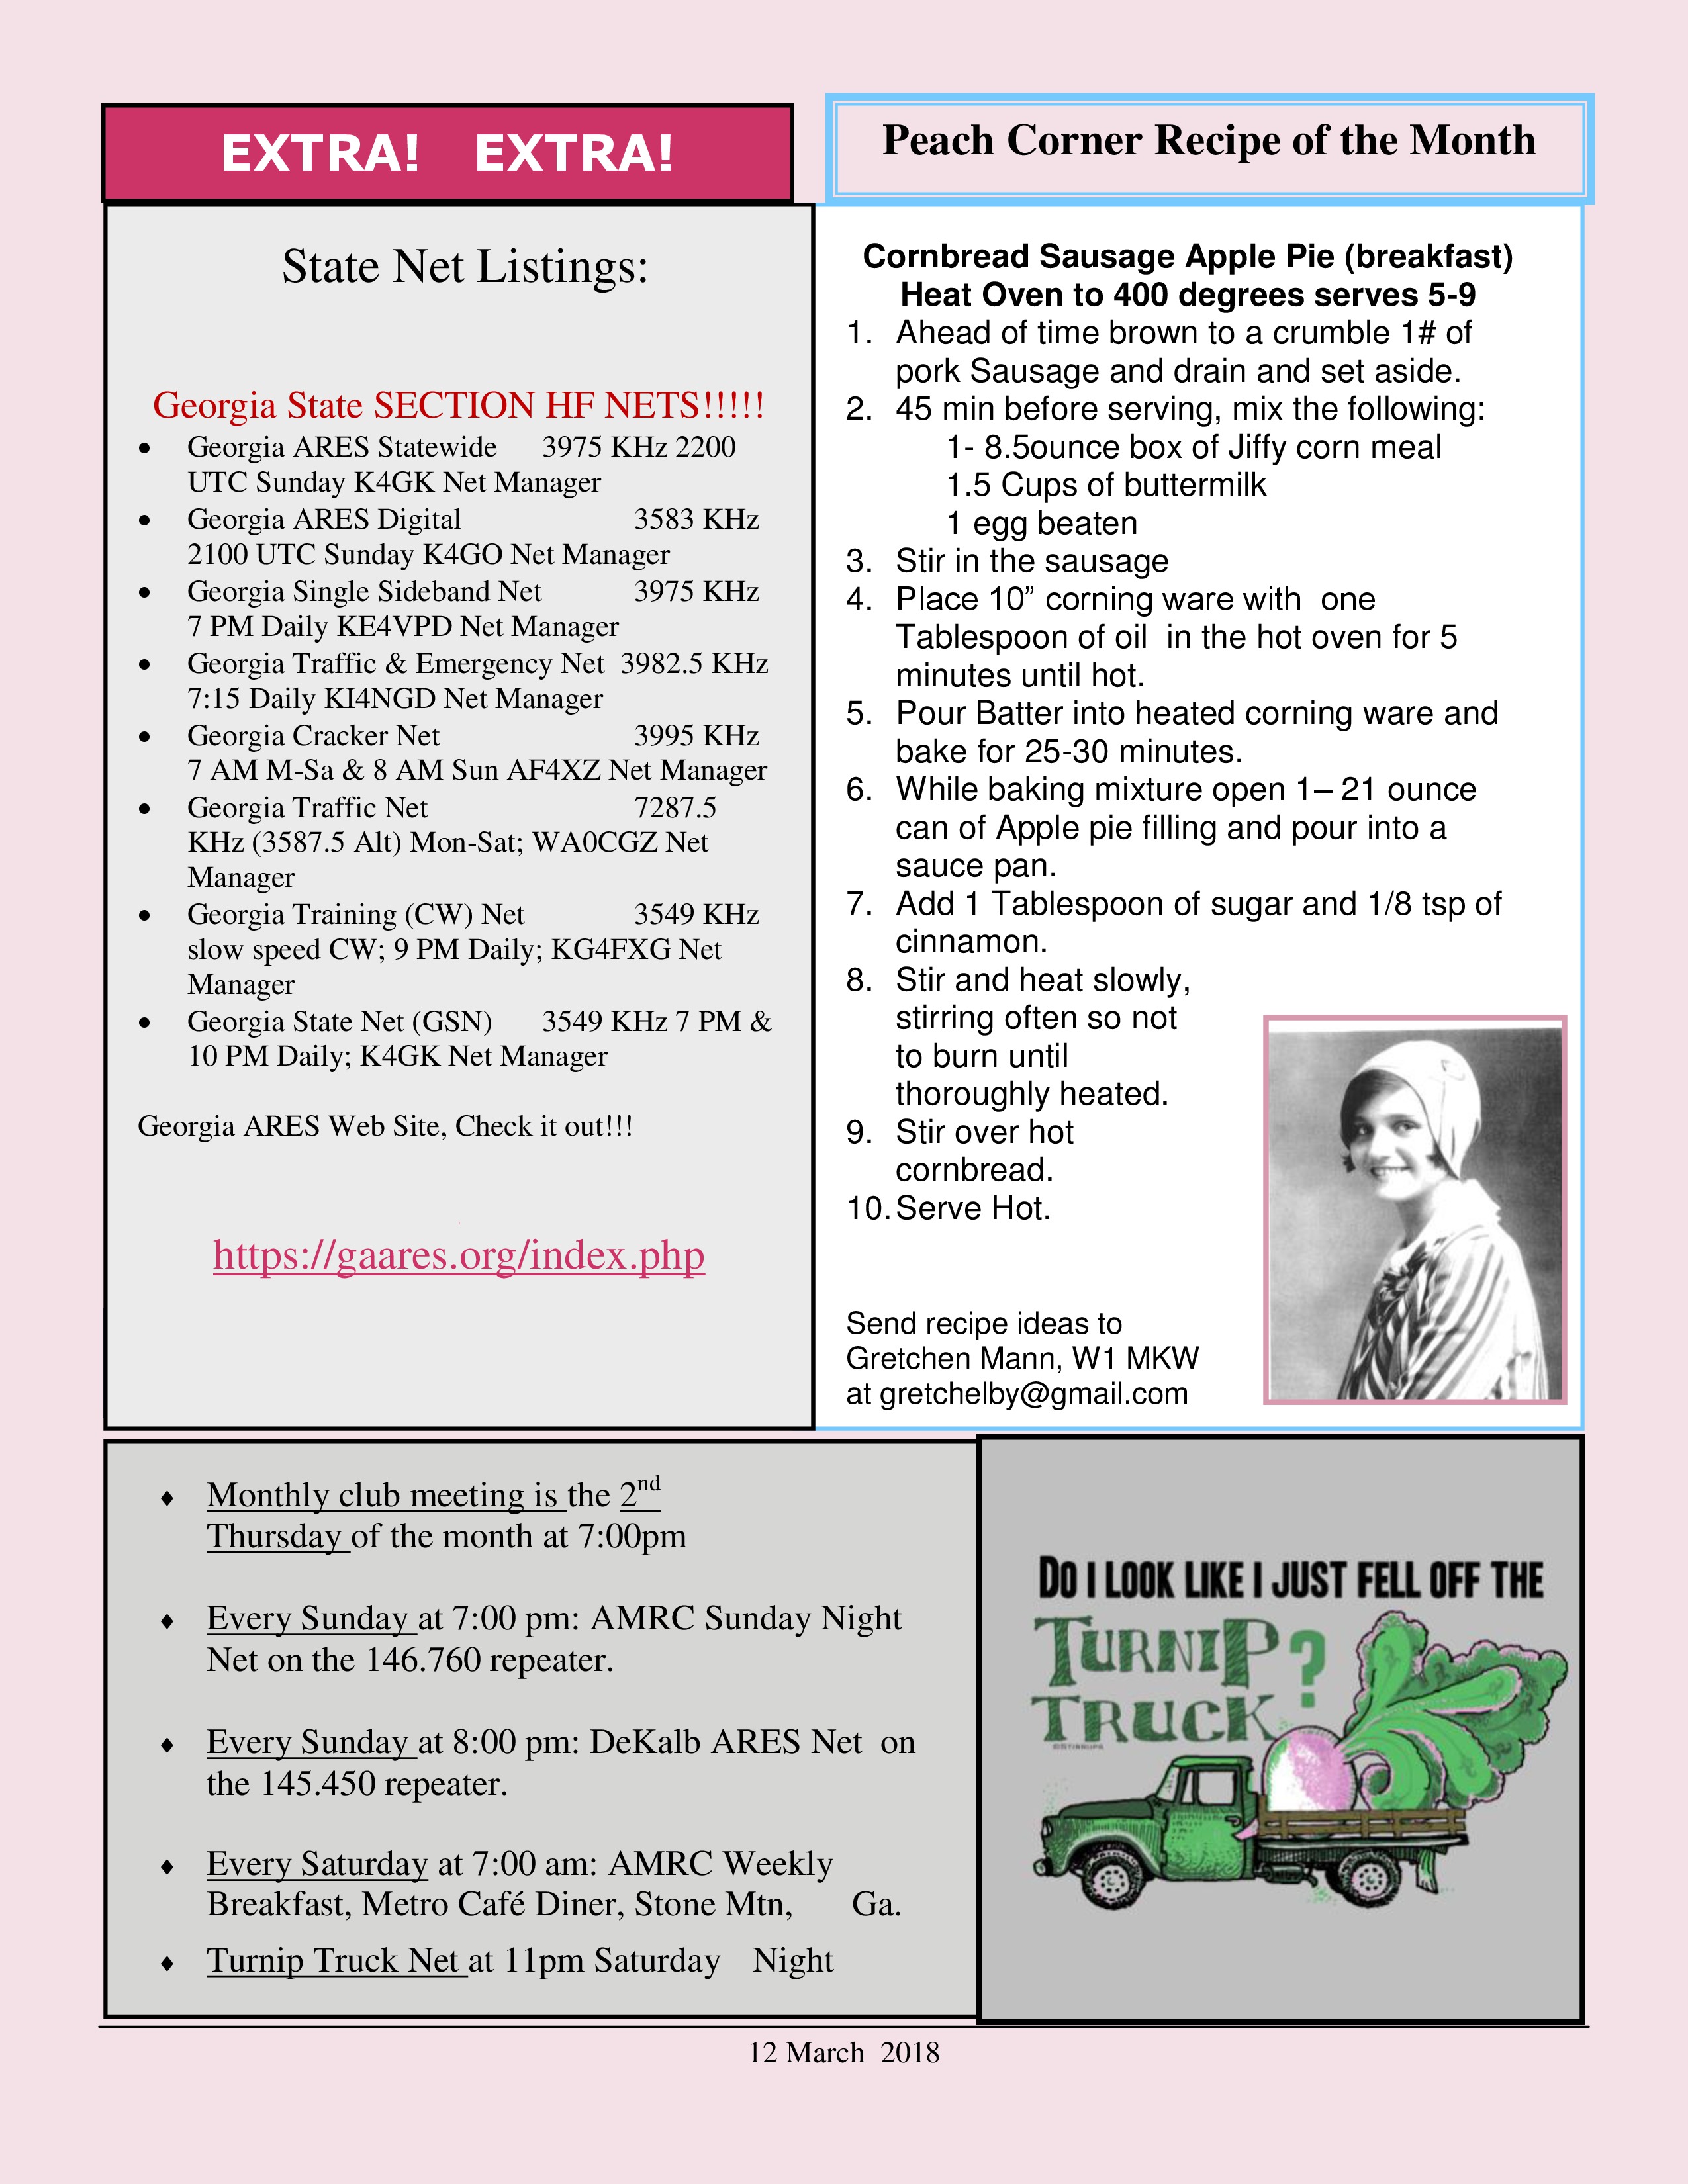 EXTRA!   EXTRA!
State Net Listings:
Georgia State SECTION HF NETS!!!!!
• Georgia ARES Statewide 3975 KHz 2200
UTC Sunday K4GK Net Manager
• Georgia ARES Digital 3583 KHz
2100 UTC Sunday K4GO Net Manager
• Georgia Single Sideband Net 3975 KHz
7 PM Daily KE4VPD Net Manager
• Georgia Traffic & Emergency Net 3982.5 KHz
7:15 Daily KI4NGD Net Manager
• Georgia Cracker Net 3995 KHz
7 AM M-Sa & 8 AM Sun AF4XZ Net Manager
• Georgia Traffic Net 7287.5
KHz (3587.5 Alt) Mon-Sat; WA0CGZ Net
Manager
• Georgia Training (CW) Net 3549 KHz
slow speed CW; 9 PM Daily; KG4FXG Net
Manager
• Georgia State Net (GSN) 3549 KHz 7 PM &
10 PM Daily; K4GK Net Manager
Georgia ARES Web Site, Check it out!!!
https://gaares.org/index.php
Peach Corner Recipe of the Month
Cornbread Sausage Apple Pie (breakfast)
Heat Oven to 400 degrees serves 5-9
1. Ahead of time brown to a crumble 1# of
pork Sausage and drain and set aside.
2. 45 min before serving, mix the following:
1- 8.5ounce box of Jiffy corn meal
1.5 Cups of buttermilk
1 egg beaten
3. Stir in the sausage
4. Place 10” corning ware with one
Tablespoon of oil in the hot oven for 5
minutes until hot.
5. Pour Batter into heated corning ware and
bake for 25-30 minutes.
6. While baking mixture open 1– 21 ounce
can of Apple pie filling and pour into a
sauce pan.
7. Add 1 Tablespoon of sugar and 1/8 tsp of
cinnamon.
8. Stir and heat slowly,
stirring often so not
to burn until
thoroughly heated.
9. Stir over hot
cornbread.
10. Serve Hot.
Send recipe ideas to
Gretchen Mann, W1 MKW
at gretchelby@gmail.com
♦ Monthly club meeting is the 2nd
Thursday of the month at 7:00pm
♦ Every Sunday at 7:00 pm: AMRC Sunday Night
Net on the 146.760 repeater.
♦ Every Sunday at 8:00 pm: DeKalb ARES Net on
the 145.450 repeater.
♦ Every Saturday at 7:00 am: AMRC Weekly
Breakfast, Metro Café Diner, Stone Mtn, Ga.
♦ Turnip Truck Net at 11pm Saturday Night
DO I LOOK LIKE I JUST FELL OFF THE
TURNIP
TRUCK?
12 March 2018